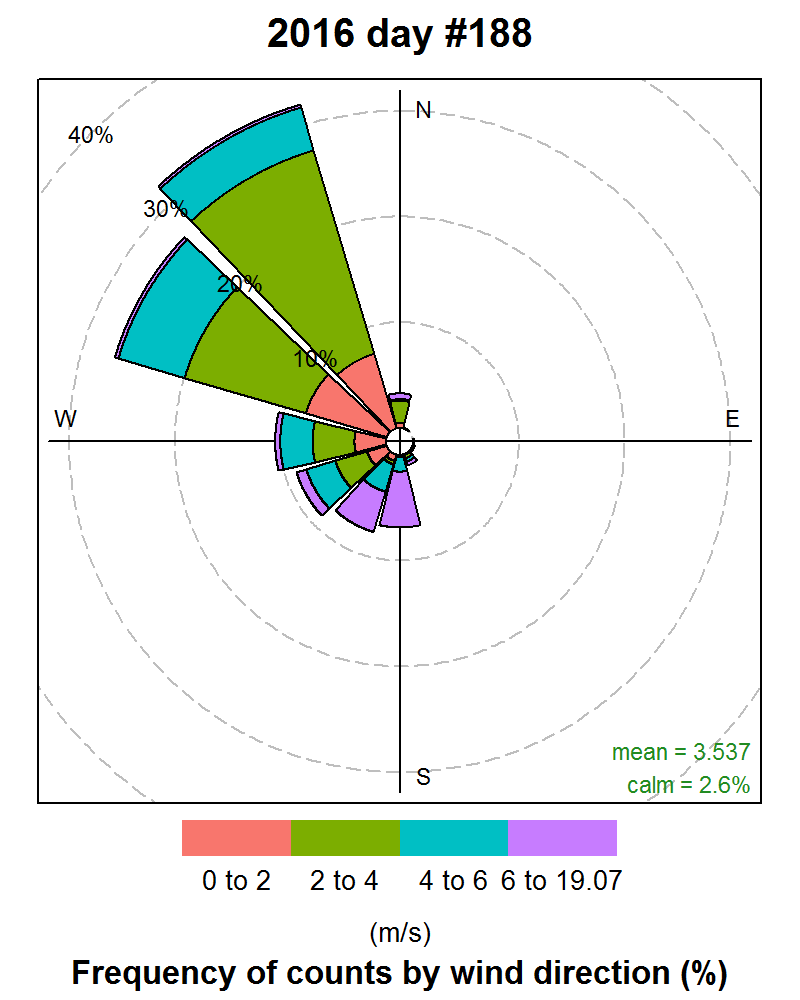 2016 day #188
N
40%
30%
20%
10%
W
E
S
mean = 3.537
calm = 2.6%
0 to 2 2 to 4 4 to 6 6 to 19.07
(m/s)
Frequency of counts by wind direction (%)